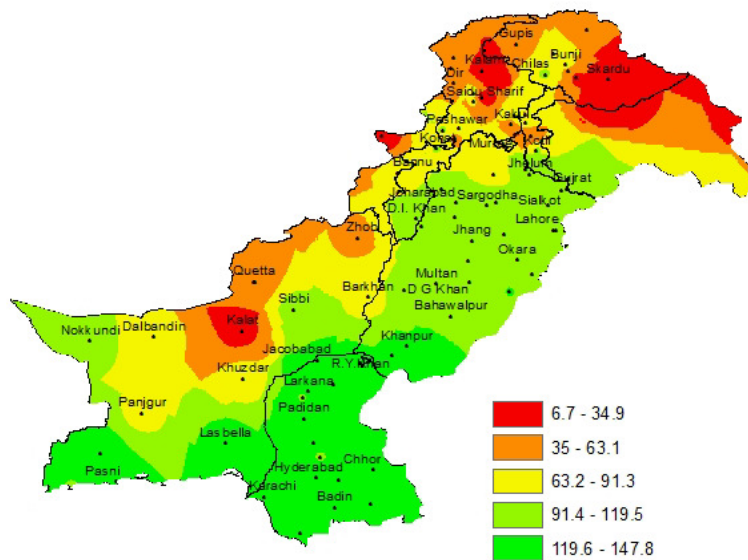 Gupis
Kalam
Chilas
Bunji
Dir
Skardu
Saidu Sharif
Peshawar
Kakul
Kotli
Murree
Bannu
Jhelum
Gujrat
Joharabad
Sargodha
Sialkot
D.I. Khan
Lahore
Zhob
Jhang
Okara
Quetta
Multan
Barkhan
D G Khan
Sibbi
Bahawalpur
Nokkundi
Dalbandin
Kalat
Khanpur
Jacobabad
R.Y.Khan
Khuzdar
Larkana
Panjgur
Padidan
Lasbella
Pasni
Hyderabad
Chhor
Karachi
Badin
6.7 - 34.9
35 - 63.1
63.2 - 91.3
91.4 - 119.5
119.6 - 147.8